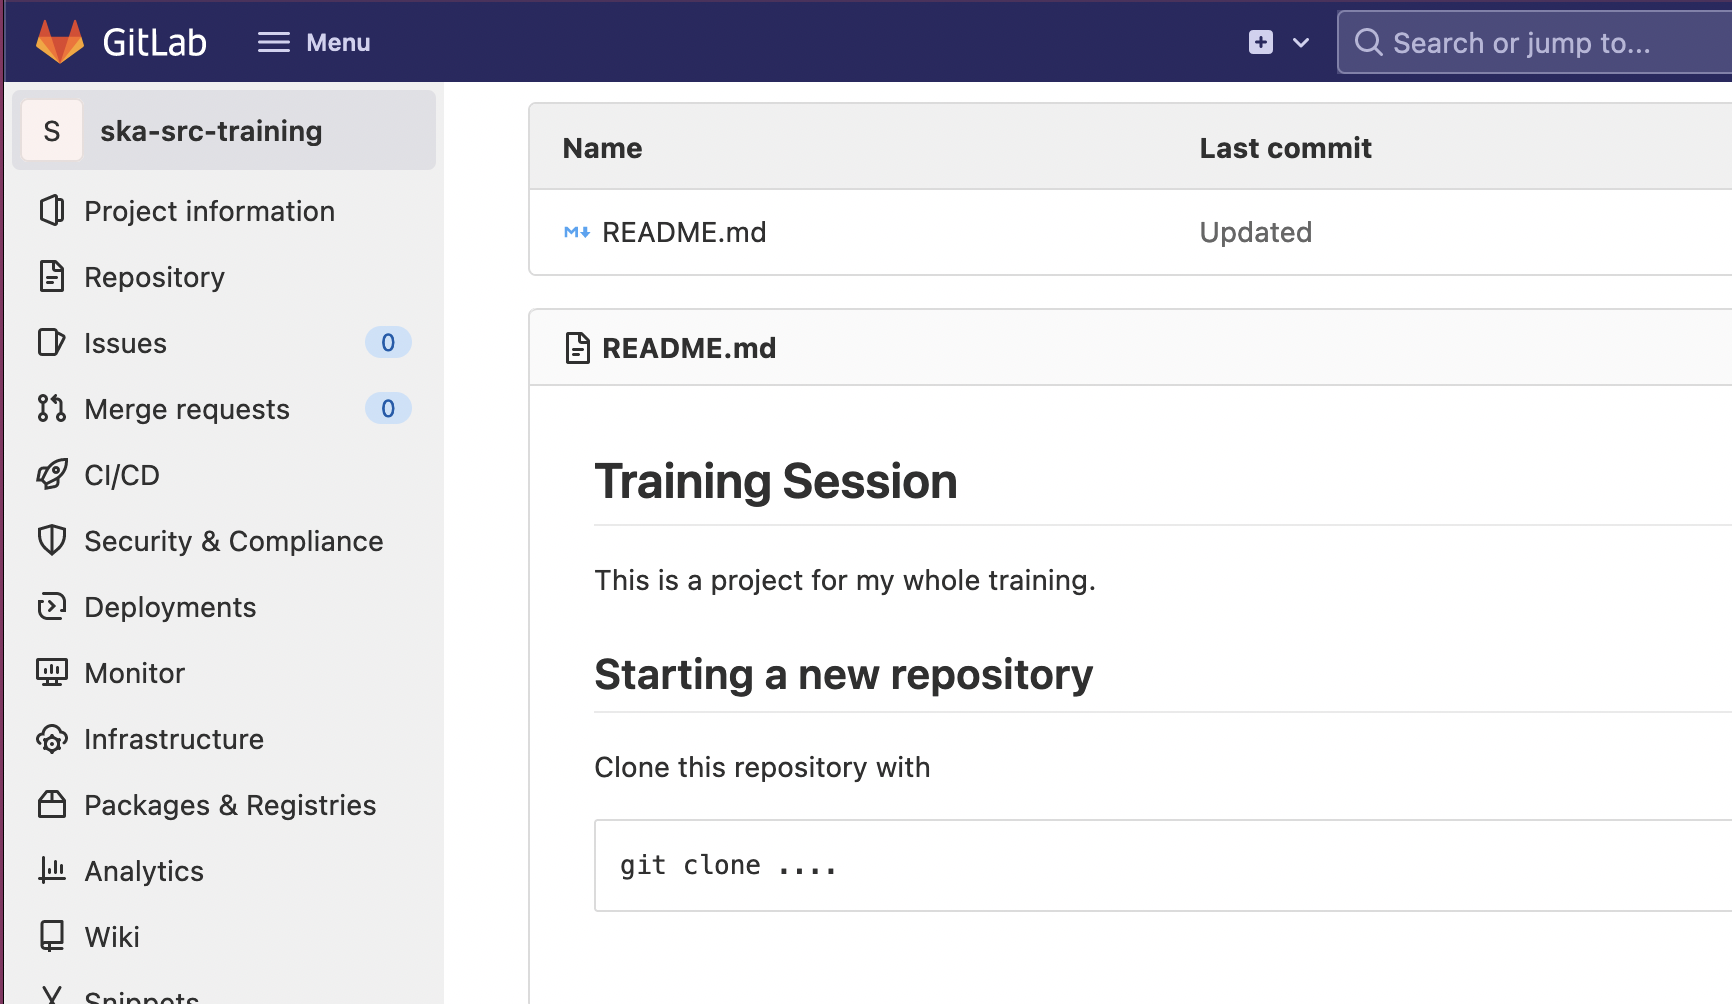 GitLab Menu Search or jump to...
S ska-src-training
Project information
Repository
Issues 0
Merge requests 0
CI/CD
Security & Compliance
Deployments
Monitor
Infrastructure
Packages & Registries
Analytics
Wiki
Snippets
Name Last commit
README.md Updated
README.md
Training Session
This is a project for my whole training.
Starting a new repository
Clone this repository with
git clone ....